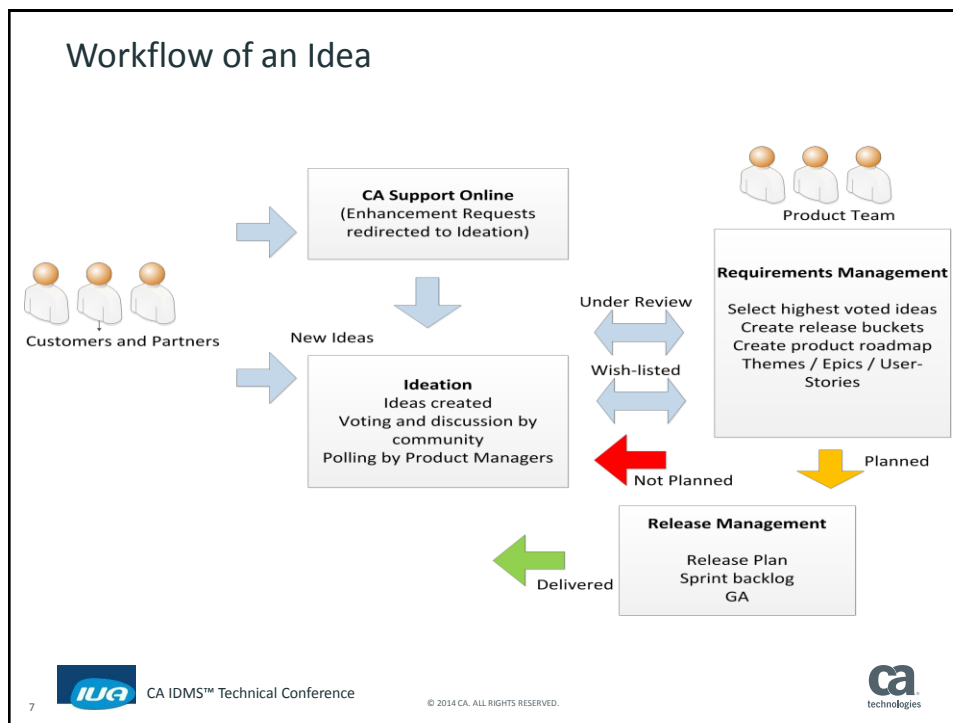 Workflow of an Idea
CA Support Online
(Enhancement Requests
redirected to Ideation)
Product Team
Customers and Partners
New Ideas
Ideation
Ideas created
Voting and discussion by
community
Polling by Product Managers
Under Review
Wish-listed
Not Planned
Requirements Management
Select highest voted ideas
Create release buckets
Create product roadmap
Themes / Epics / User-
Stories
Planned
Release Management
Release Plan
Sprint backlog
GA
Delivered
7
IUA
CA IDMS™ Technical Conference
© 2014 CA. ALL RIGHTS RESERVED.
ca
technologies